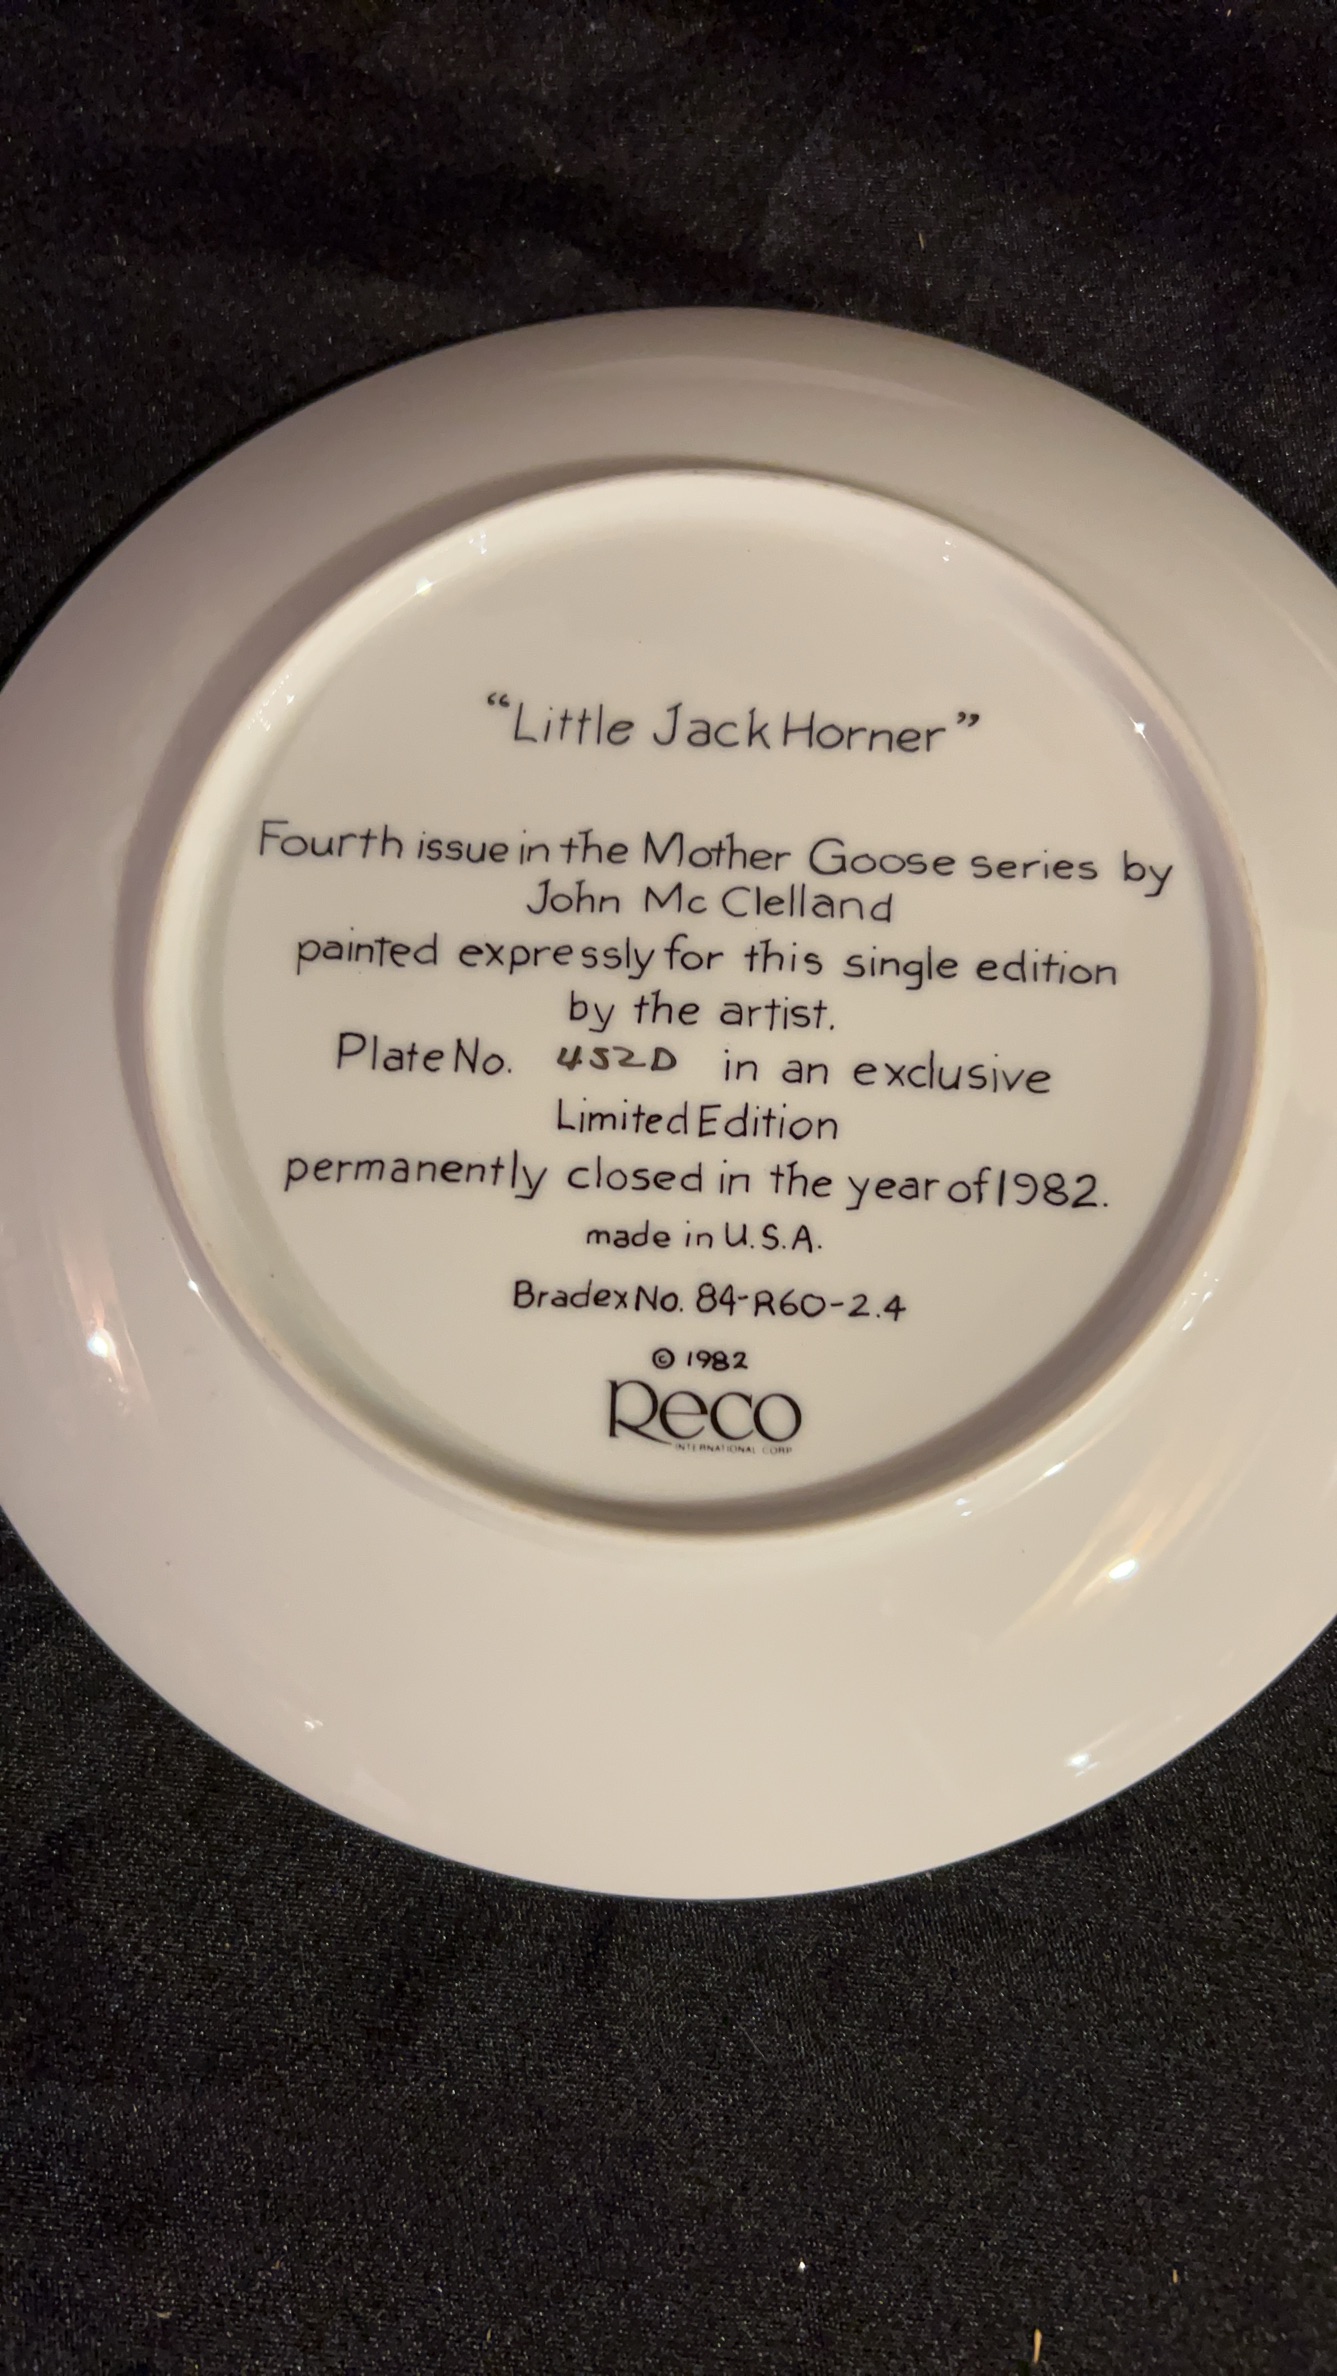 “Little Jack Horner”
Fourth issue in the Mother Goose series by
John Mc Clelland
painted expressly for this single edition
by the artist.
Plate No. 452D in an exclusive
Limited Edition
permanently closed in the year of 1982.
made in U.S.A.
Bradex No. 84-R60-2.4
© 1982
Reco
INTERNATIONAL CORP